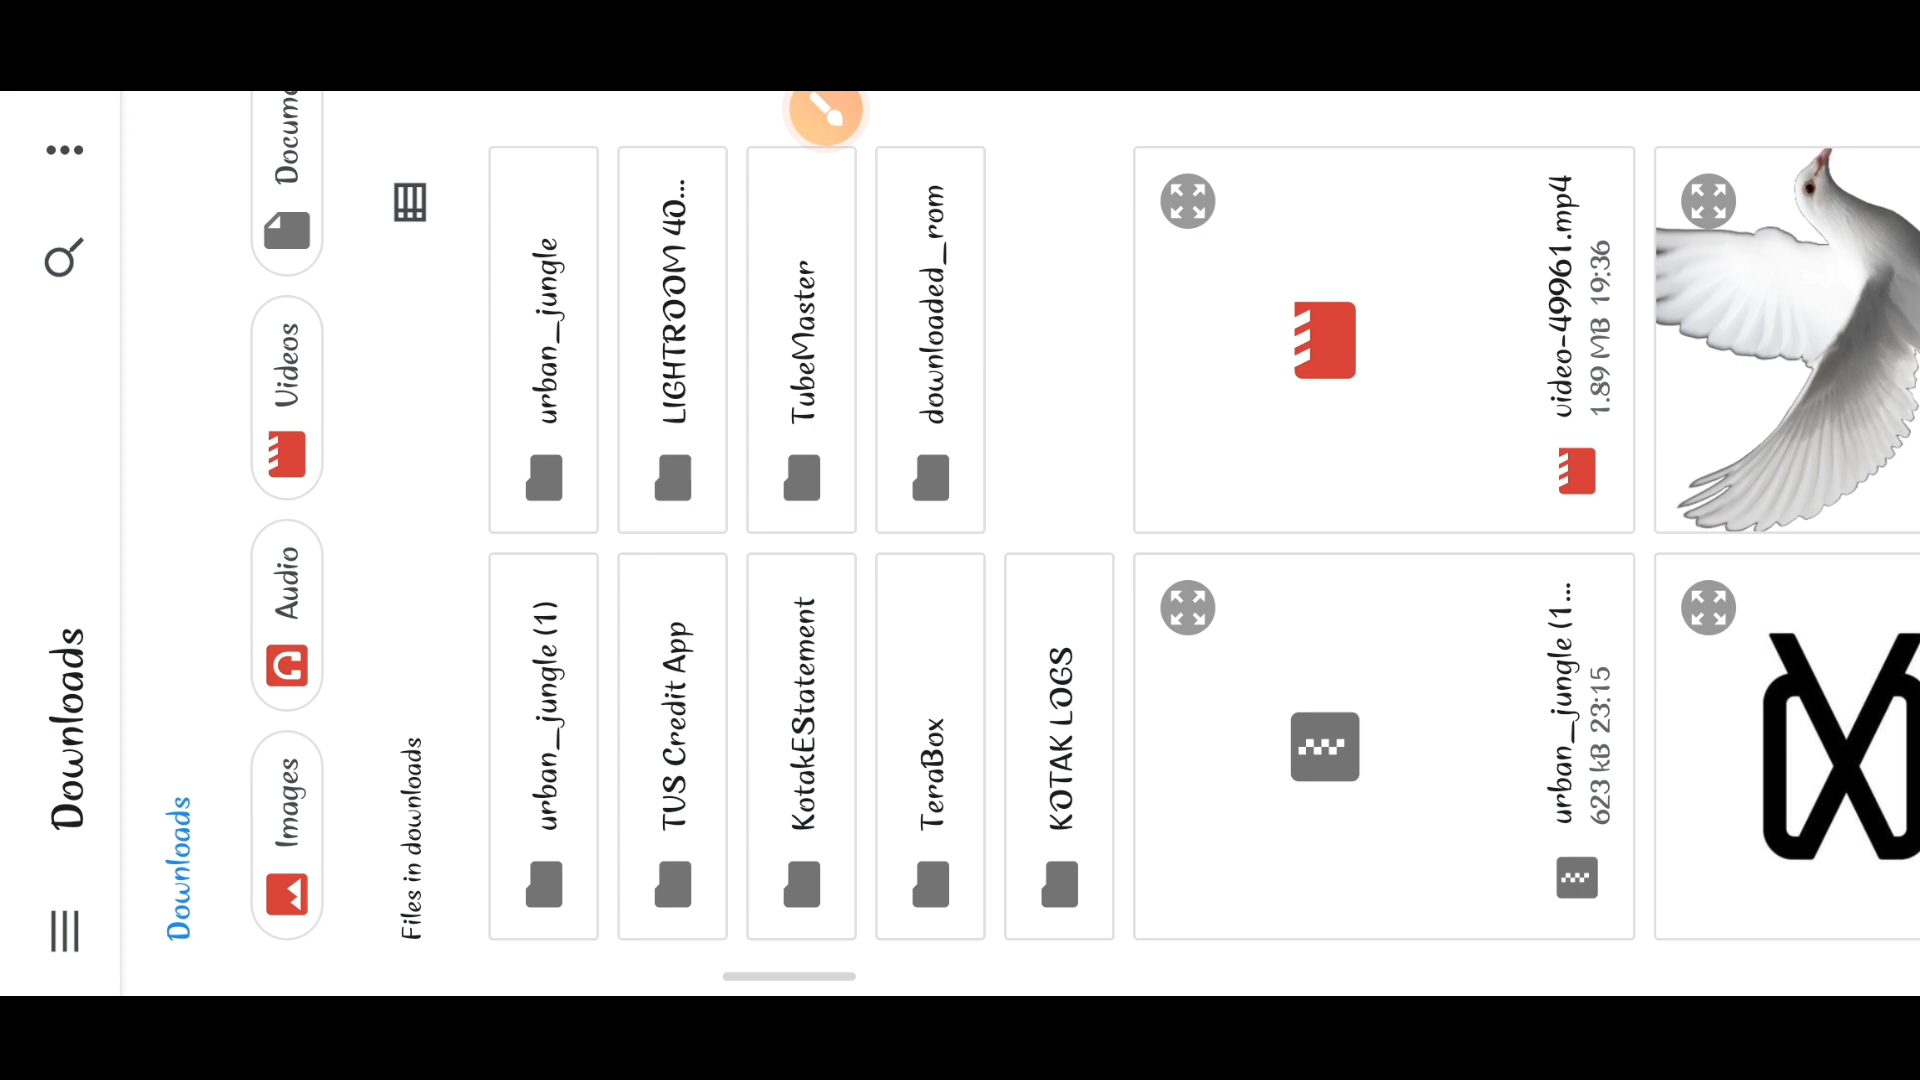 Downloads
Downloads
Images
Audio
Videos
Docume
Files in downloads
urban_jungle (1)
urban_jungle
TUS Credit App
LIGHTROOM 40...
KotakEStatement
TubeMaster
TeraBox
downloaded_rom
KOTAK LOGS
urban_jungle (1...
623 kB 23:15
video-49961.mp4
1.89 MB 19:36